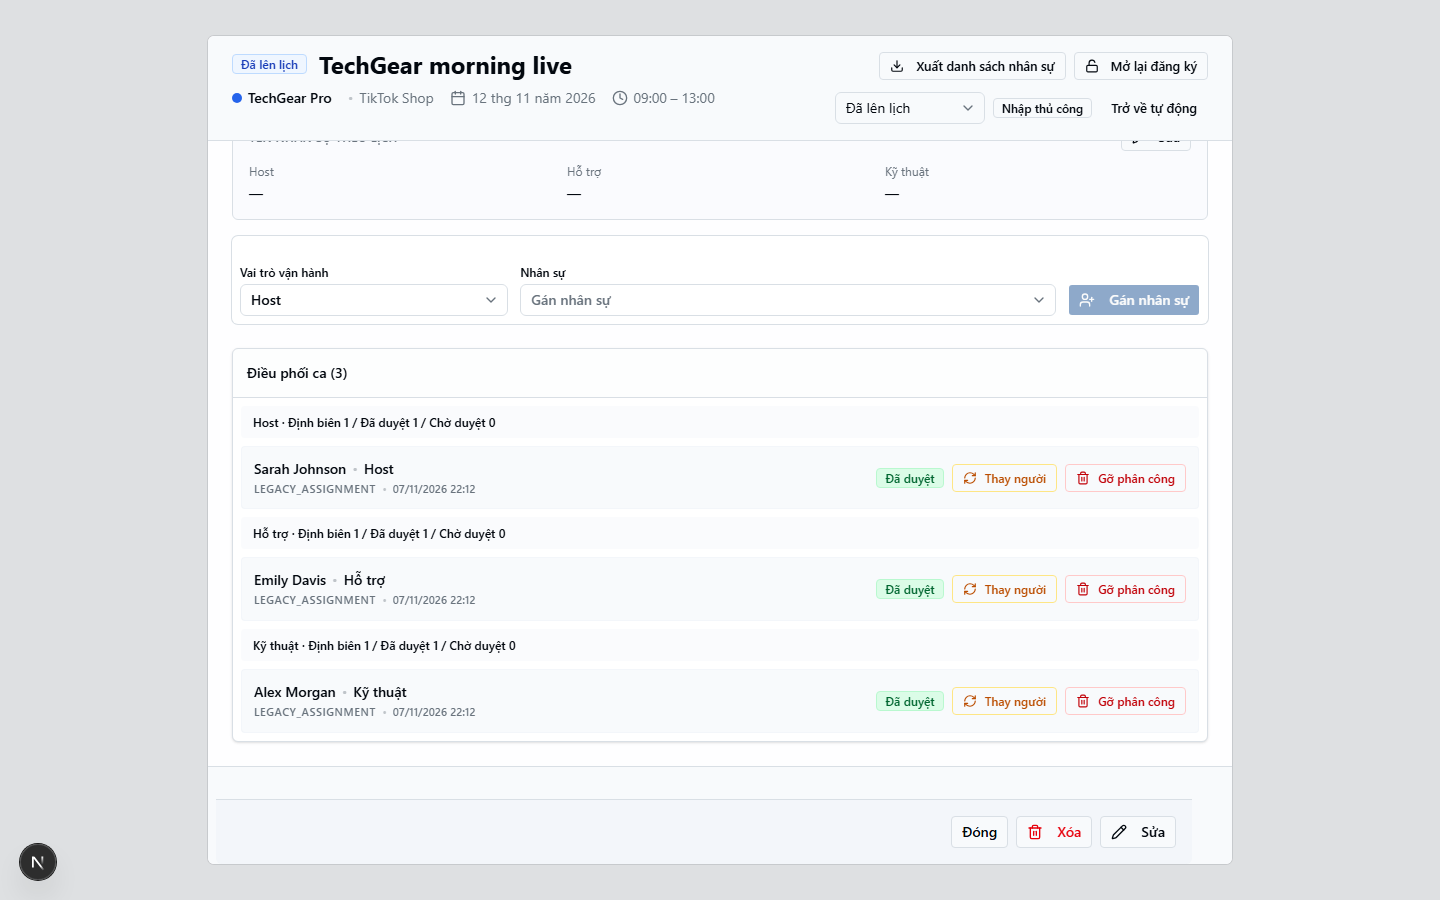 Đã lên lịch
TechGear morning live
Xuất danh sách nhân sự
Mở lại đăng ký
TechGear Pro
• TikTok Shop
12 thg 11 năm 2026
09:00 – 13:00
Đã lên lịch
Nhập thủ công
Trở về tự động
Host
Hỗ trợ
Kỹ thuật
—
—
—
Vai trò vận hành
Nhân sự
Host
Gán nhân sự
Gán nhân sự
Điều phối ca (3)
Host · Định biên 1 / Đã duyệt 1 / Chờ duyệt 0
Sarah Johnson • Host
LEGACY_ASSIGNMENT • 07/11/2026 22:12
Đã duyệt
Thay người
Gỡ phân công
Hỗ trợ · Định biên 1 / Đã duyệt 1 / Chờ duyệt 0
Emily Davis • Hỗ trợ
LEGACY_ASSIGNMENT • 07/11/2026 22:12
Đã duyệt
Thay người
Gỡ phân công
Kỹ thuật · Định biên 1 / Đã duyệt 1 / Chờ duyệt 0
Alex Morgan • Kỹ thuật
LEGACY_ASSIGNMENT • 07/11/2026 22:12
Đã duyệt
Thay người
Gỡ phân công
Đóng
Xóa
Sửa
N